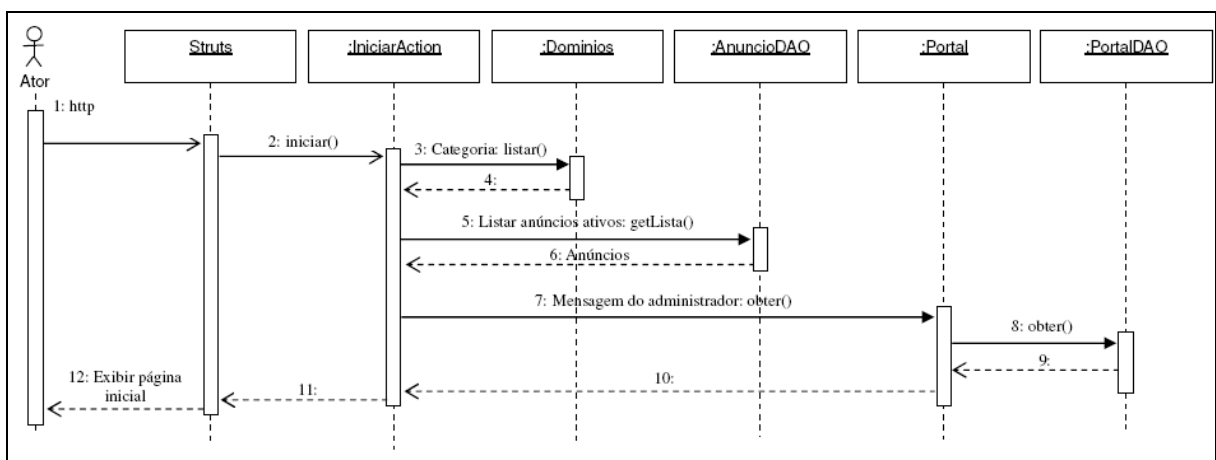 Struts
:IniciarAction
:Dominios
:AnuncioDAO
:Portal
:PortalDAO
Ator
1: http
2: iniciar()
3: Categoria: listar()
4:
5: Listar anúncios ativos: getLista()
6: Anúncios
7: Mensagem do administrador: obter()
8: obter()
9:
10:
11:
12: Exibir página
inicial